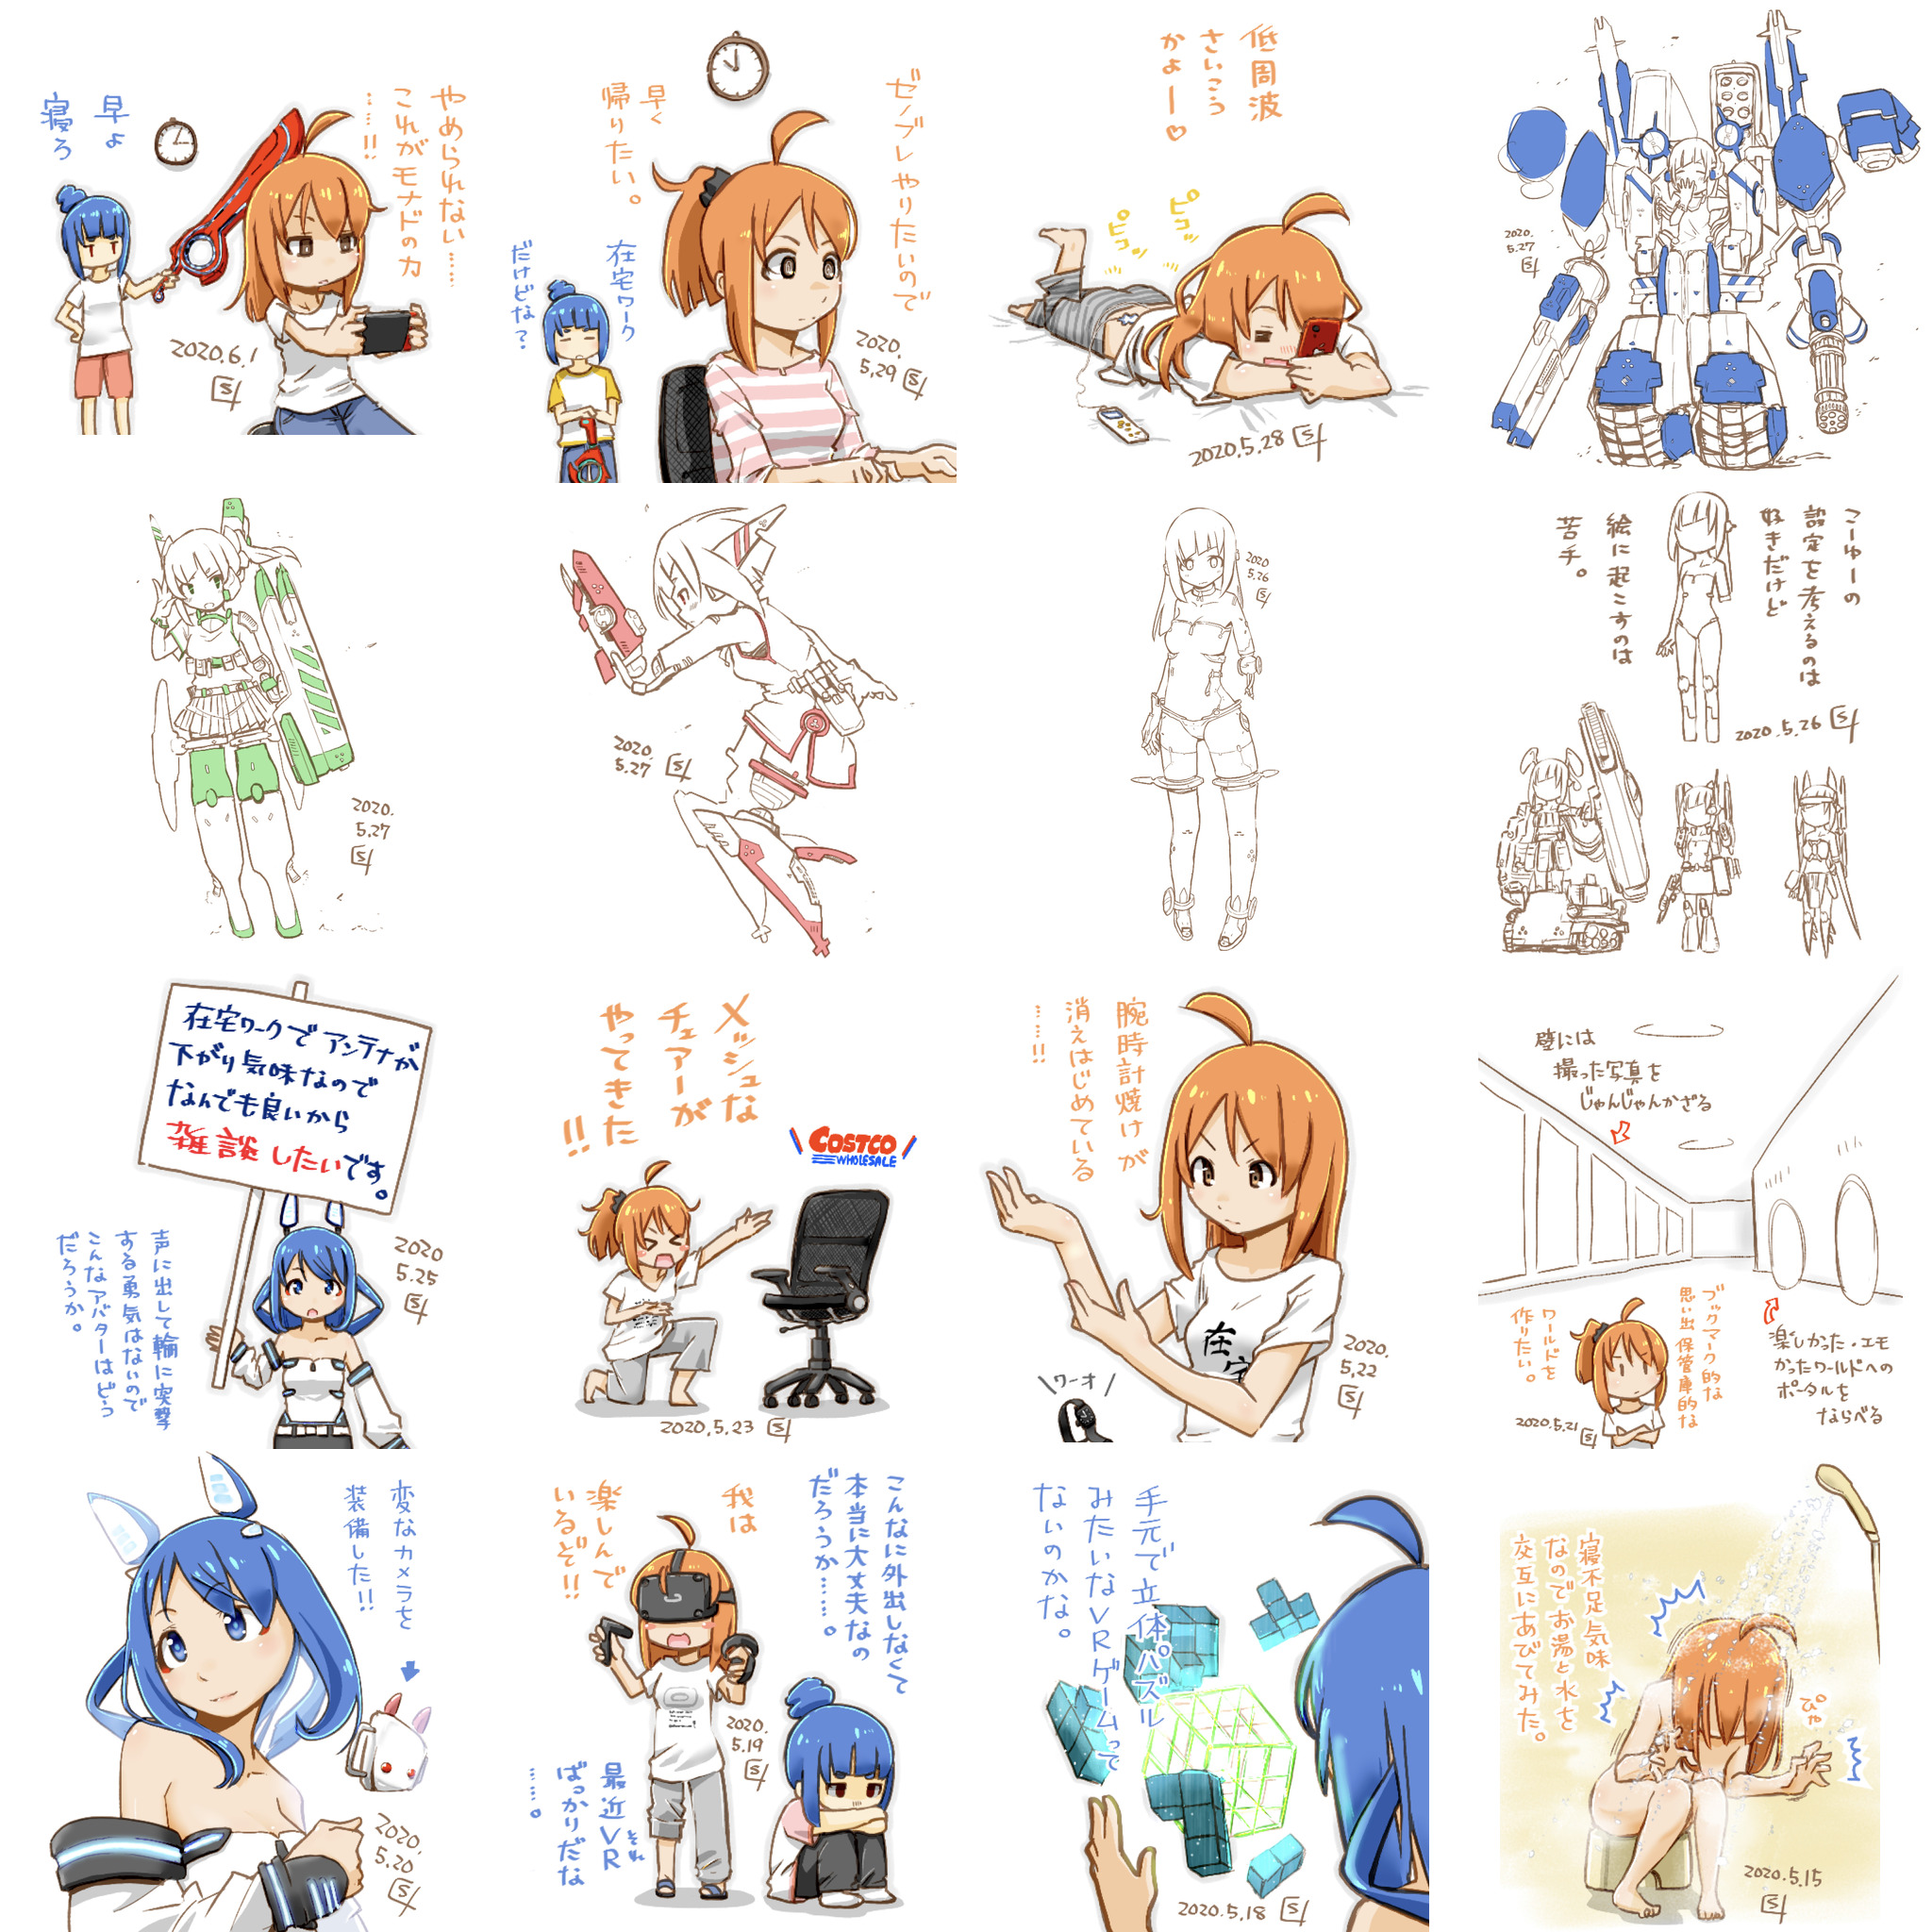 やめられない……
これがモナドの力
……!!
早よ
寝ろ
2020.6.1
ゼノブレやりたいので
早く
帰りたい。
在宅ワーク
だけどな?
2020.
5.29
低周波
さいこう
かよー♡
ピコッ
ピコッ
2020.5.28
2020.
5.27
2020.
5.27
2020.
5.27
2020
5.26
こーゆーの
設定を考えるのは
好きだけど
絵に起こすのは
苦手。
2020.5.26
在宅ワークでアンテナが
下がり気味なので
なんでも良いから
雑談したいです。
声に出して輪に突撃
する勇気はないので
こんなアバターはどう
だろうか。
2020
5.25
メッシュな
チェアーが
やってきた
!!
COSTCO
WHOLESALE
2020.5.23
腕時計焼けが
消えはじめている
……!!
在宅
ワーオ
2020.
5.22
壁には
撮った写真を
じゃんじゃんかざる
ブックマーク的な
思い出保管庫的な
ワールドを
作りたい。
楽しかった・エモ
かったワールドへの
ポータルを
ならべる
2020.5.21
変なカメラを
装備した!!
2020.
5.20
こんなに外出しなくて
本当に大丈夫なの
だろうか……。
我は
楽しんで
いるぞ!!
2020.
5.19
最近VR
それ
ばっかりだな
……。
手元で立体パズル
みたいなVRゲームって
ないのかな。
2020.5.18
寝不足気味
なのでお湯と水を
交互にあびてみた。
ぴゃ
2020.5.15